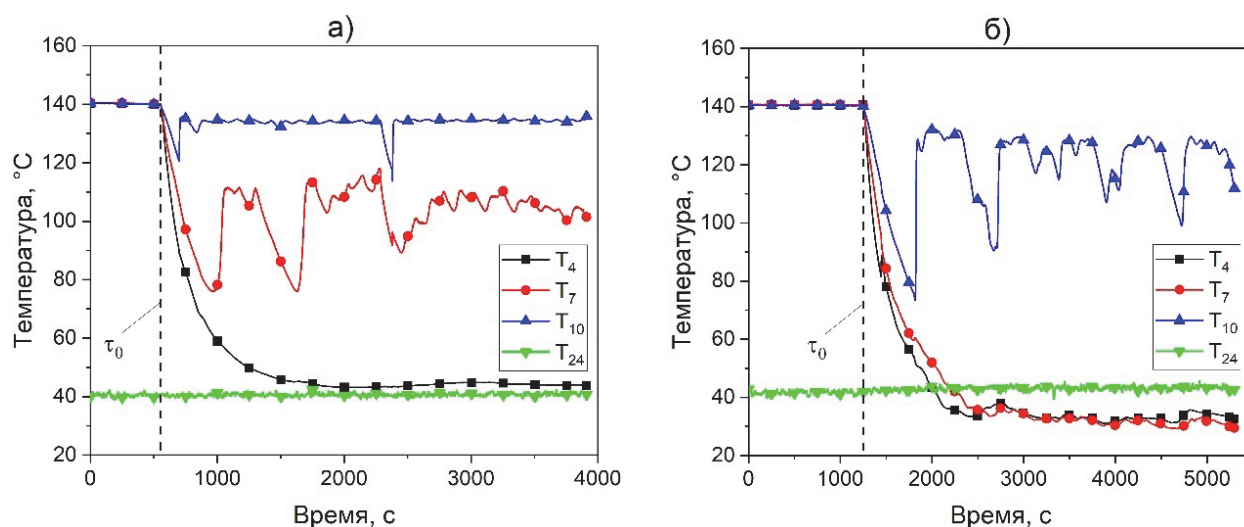 а)
160
140
120
100
80
60
40
20
Температура, °C
0
1000
2000
3000
4000
Время, с
τ₀
T₄
T₇
T₁₀
T₂₄
б)
160
140
120
100
80
60
40
20
Температура, °C
0
1000
2000
3000
4000
5000
Время, с
τ₀
T₄
T₇
T₁₀
T₂₄